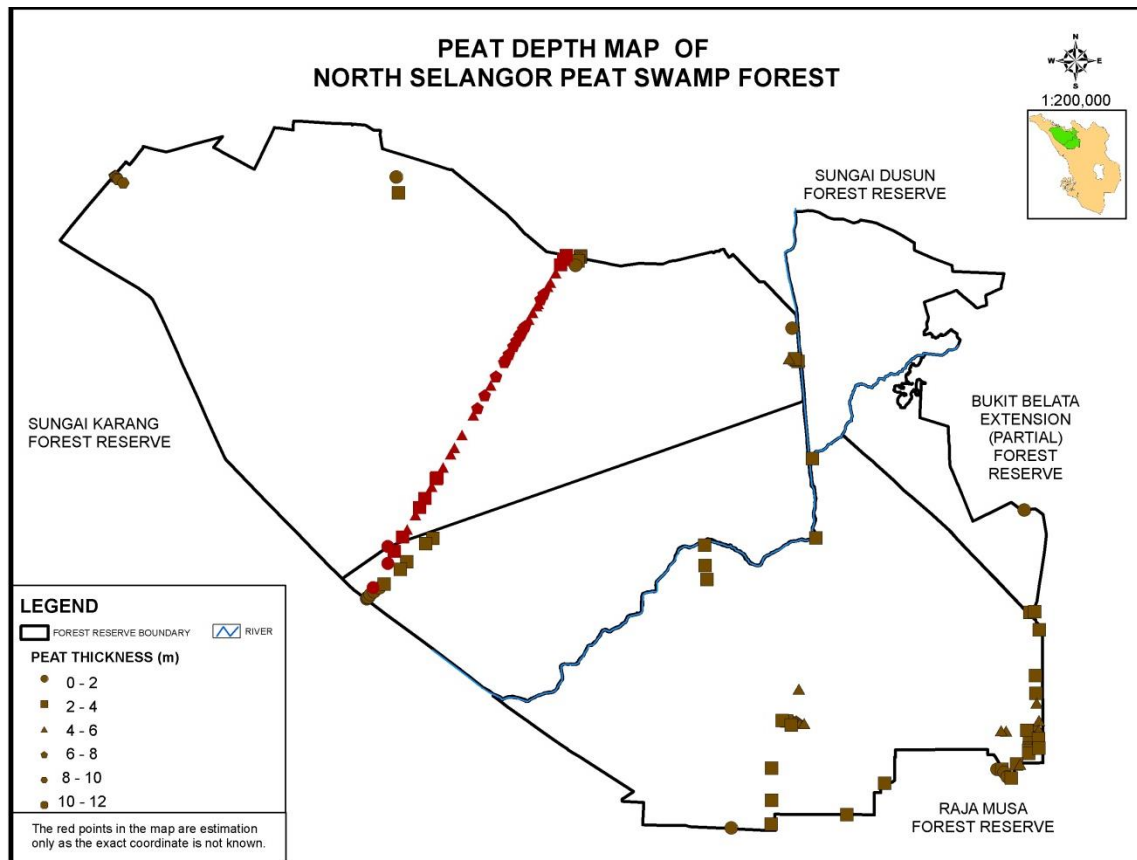 PEAT DEPTH MAP OF
NORTH SELANGOR PEAT SWAMP FOREST
N
W
E
S
1:200,000
SUNGAI DUSUN
FOREST RESERVE
SUNGAI KARANG
FOREST RESERVE
BUKIT BELATA
EXTENSION
(PARTIAL)
FOREST
RESERVE
RAJA MUSA
FOREST RESERVE
LEGEND
FOREST RESERVE BOUNDARY
RIVER
PEAT THICKNESS (m)
0 - 2
2 - 4
4 - 6
6 - 8
8 - 10
10 - 12
The red points in the map are estimation
only as the exact coordinate is not known.